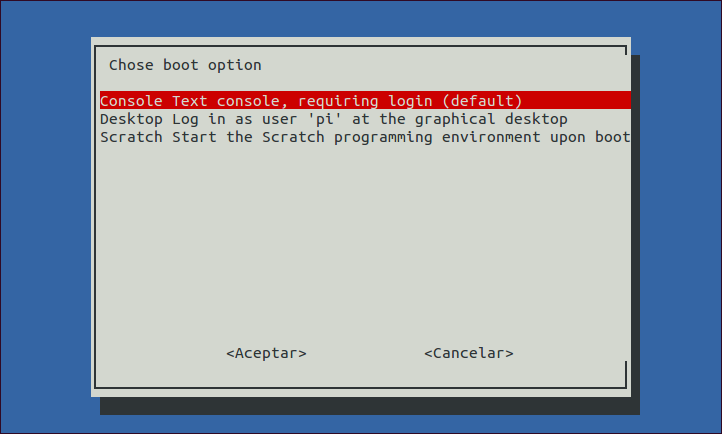 Chose boot option
Console Text console, requiring login (default)
Desktop Log in as user 'pi' at the graphical desktop
Scratch Start the Scratch programming environment upon boot
<Aceptar> <Cancelar>